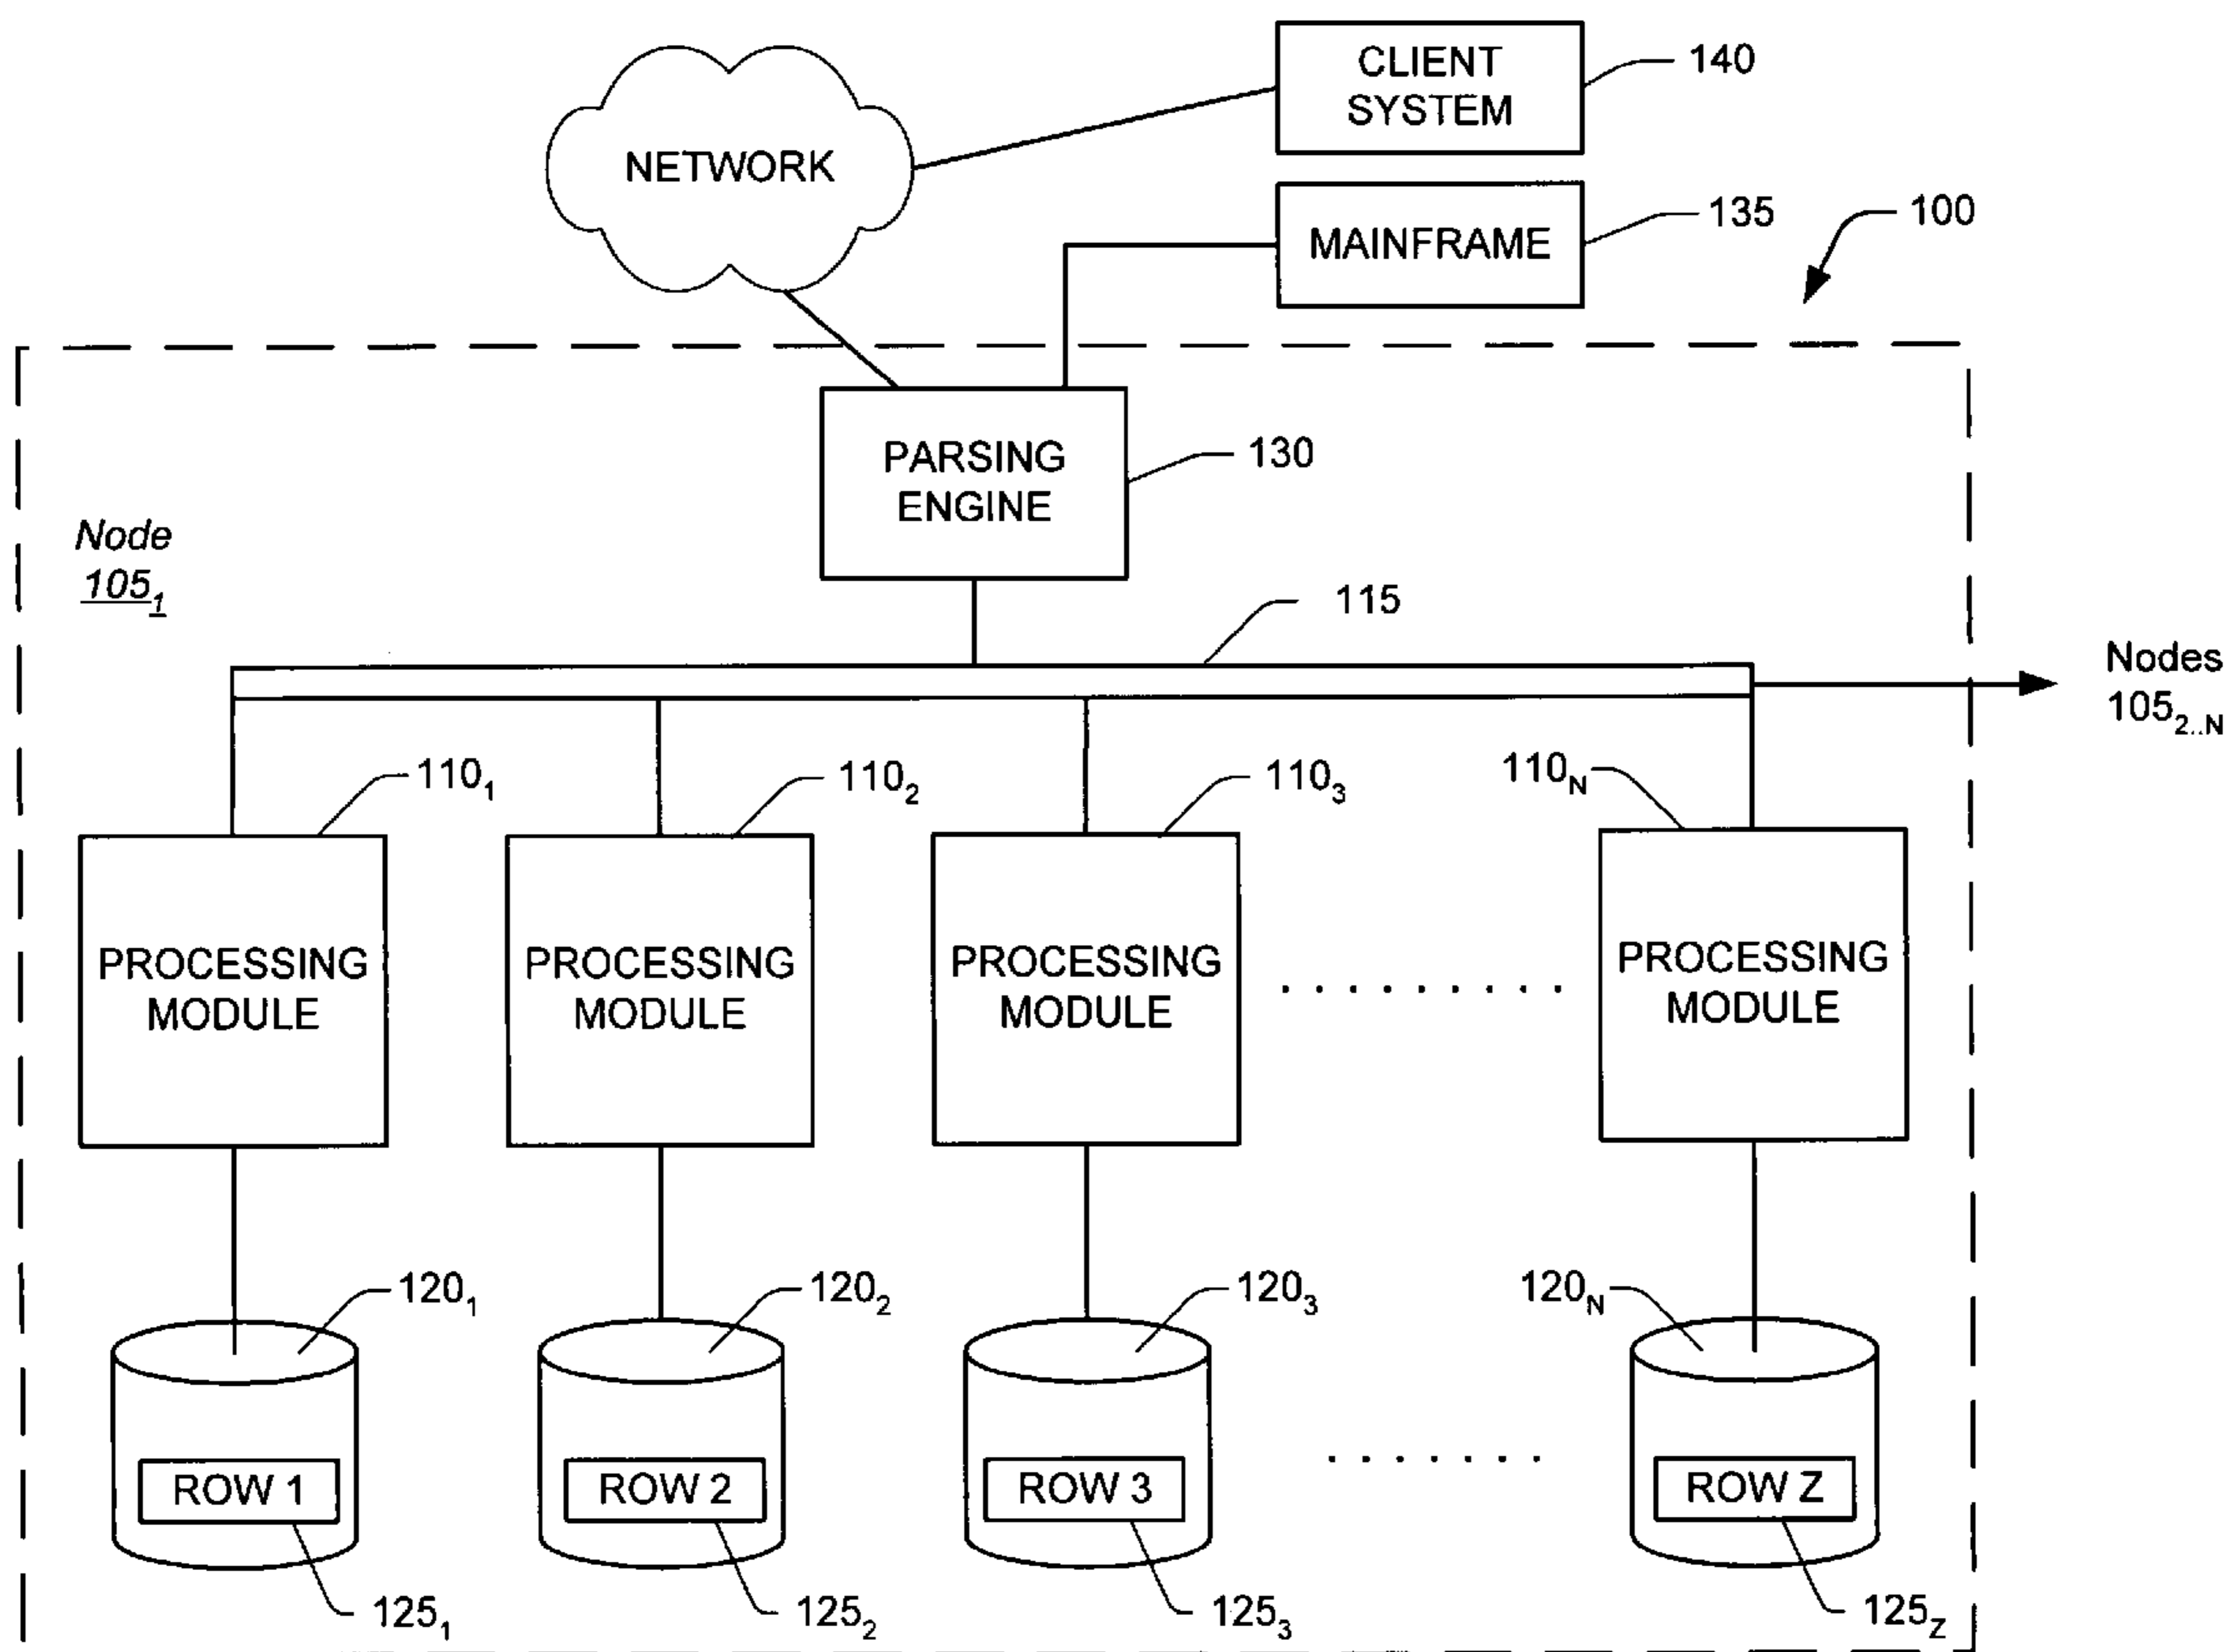 CLIENT
SYSTEM
140
NETWORK
MAINFRAME
135
100
PARSING
ENGINE
130
Node
105₁
115
Nodes
105₂..N
110₁
110₂
110₃
110N
PROCESSING
MODULE
PROCESSING
MODULE
PROCESSING
MODULE
PROCESSING
MODULE
120₁
120₂
120₃
120N
ROW 1
ROW 2
ROW 3
ROW Z
125₁
125₂
125₃
125Z